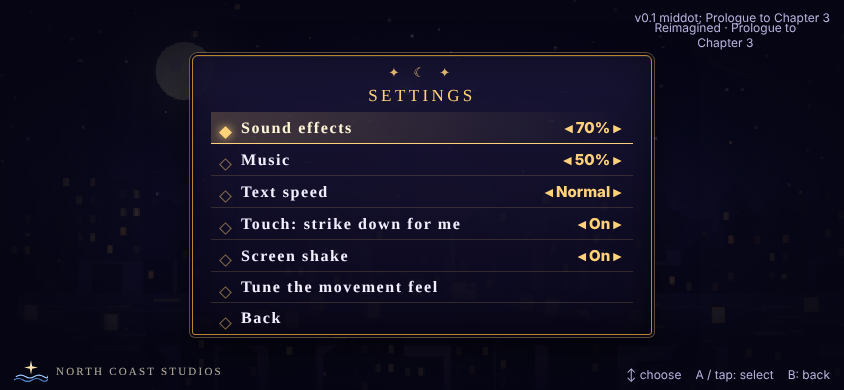 v0.1 middot; Prologue to Chapter 3
Reimagined · Prologue to
Chapter 3
SETTINGS
Sound effects ◂ 70% ▸
Music ◂ 50% ▸
Text speed ◂ Normal ▸
Touch: strike down for me ◂ On ▸
Screen shake ◂ On ▸
Tune the movement feel
Back
NORTH COAST STUDIOS
↕ choose A / tap: select B: back